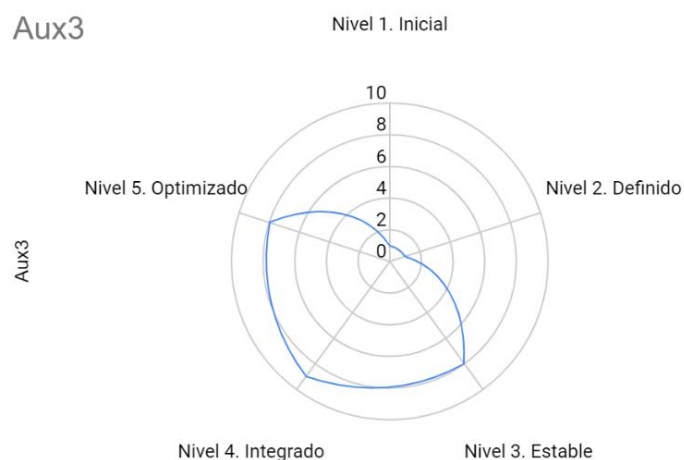 Aux3
Nivel 1. Inicial
10
8
6
4
2
0
Nivel 5. Optimizado
Nivel 2. Definido
Aux3
Nivel 4. Integrado
Nivel 3. Estable